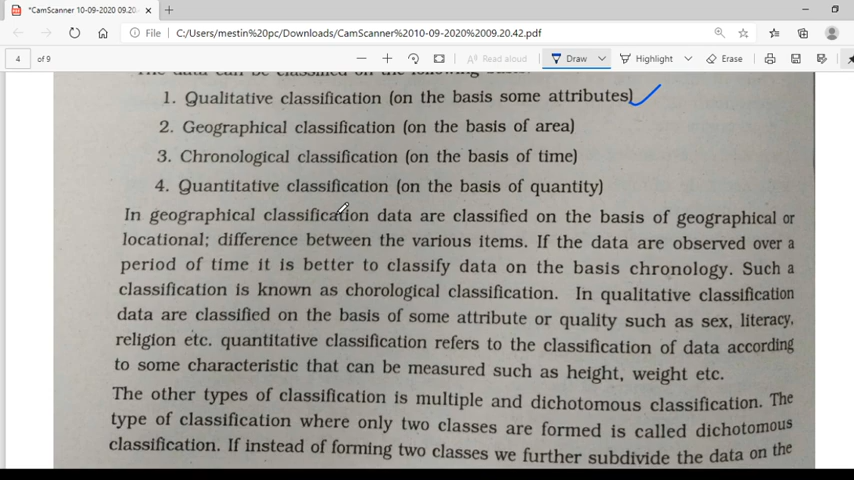 *CamScanner 10-09-2020 09.20.
File
C:/Users/mestin%20pc/Downloads/CamScanner%2010-09-2020%2009.20.42.pdf
4 of 9
Read aloud
Draw
Highlight
Erase
The data can be classified on the following basis:
1. Qualitative classification (on the basis some attributes)
2. Geographical classification (on the basis of area)
3. Chronological classification (on the basis of time)
4. Quantitative classification (on the basis of quantity)
In geographical classification data are classified on the basis of geographical or
locational; difference between the various items. If the data are observed over a
period of time it is better to classify data on the basis chronology. Such a
classification is known as chorological classification. In qualitative classification
data are classified on the basis of some attribute or quality such as sex, literacy,
religion etc. quantitative classification refers to the classification of data according
to some characteristic that can be measured such as height, weight etc.
The other types of classification is multiple and dichotomous classification. The
type of classification where only two classes are formed is called dichotomous
classification. If instead of forming two classes we further subdivide the data on the